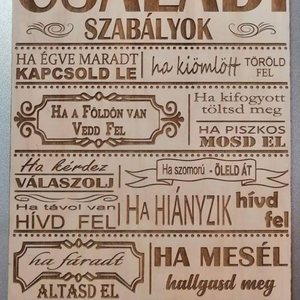 CSALÁDI
SZABÁLYOK
HA ÉGVE MARADT
KAPCSOLD LE
ha kiömlött
TÖRÖLD
FEL
Ha a Földön van
Vedd Fel
Ha kifogyott
töltsd meg
HA PISZKOS
MOSD EL
Ha kérdez
VÁLASZOLJ
Ha szomorú - ÖLELD ÁT
Ha távol van
HÍVD FEL
Ha HIÁNYZIK
hívd
fel
ha fáradt
ALTASD EL
HA MESÉL
hallgasd meg